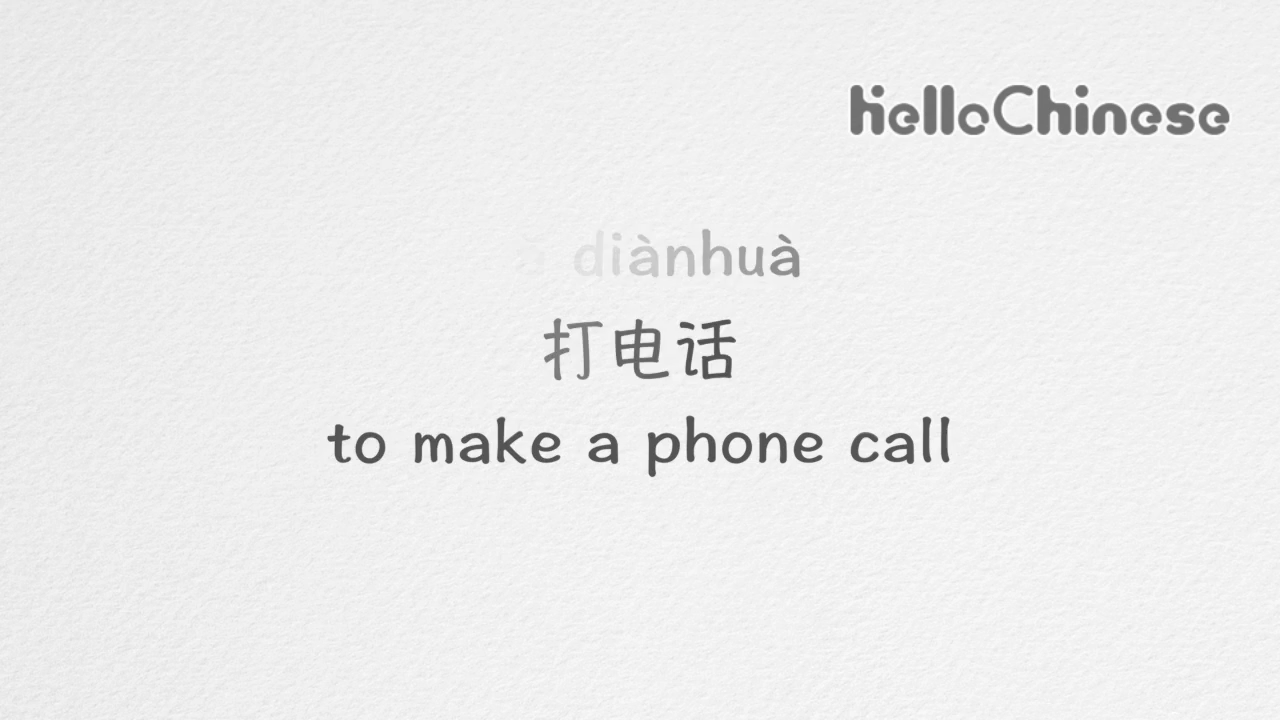 helloChinese
diànhuà
打电话
to make a phone call